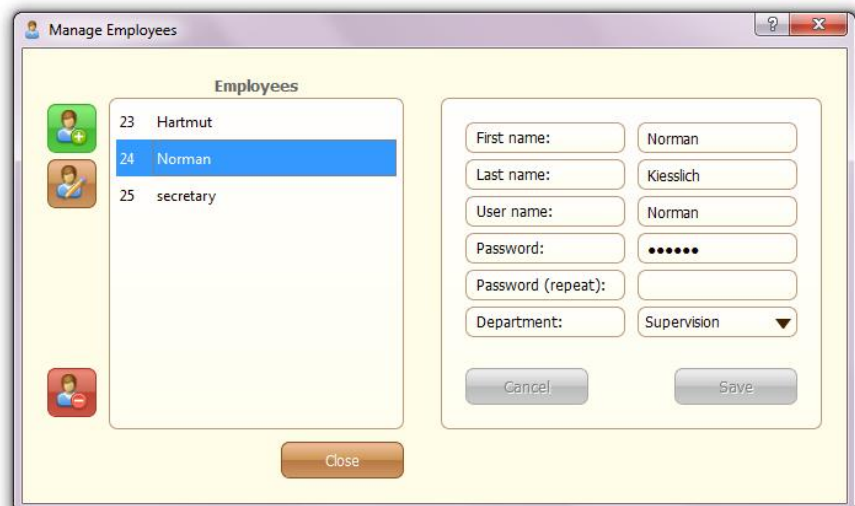 Manage Employees
Employees
23 Hartmut
24 Norman
25 secretary
First name: Norman
Last name: Kiesslich
User name: Norman
Password: ●●●●●●
Password (repeat):
Department: Supervision
Cancel Save
Close